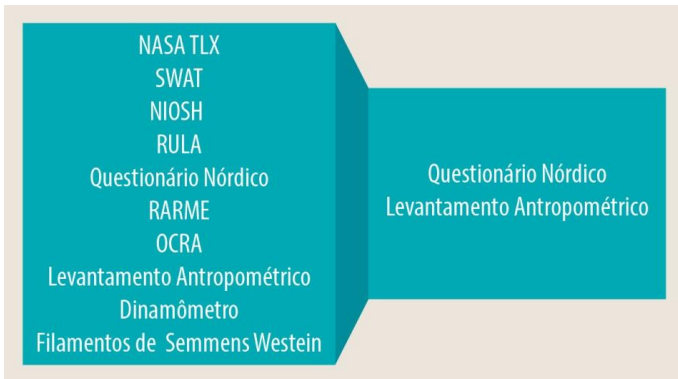 NASA TLX
SWAT
NIOSH
RULA
Questionário Nórdico
RARME
OCRA
Levantamento Antropométrico
Dinamômetro
Filamentos de Semmens Westein
Questionário Nórdico
Levantamento Antropométrico